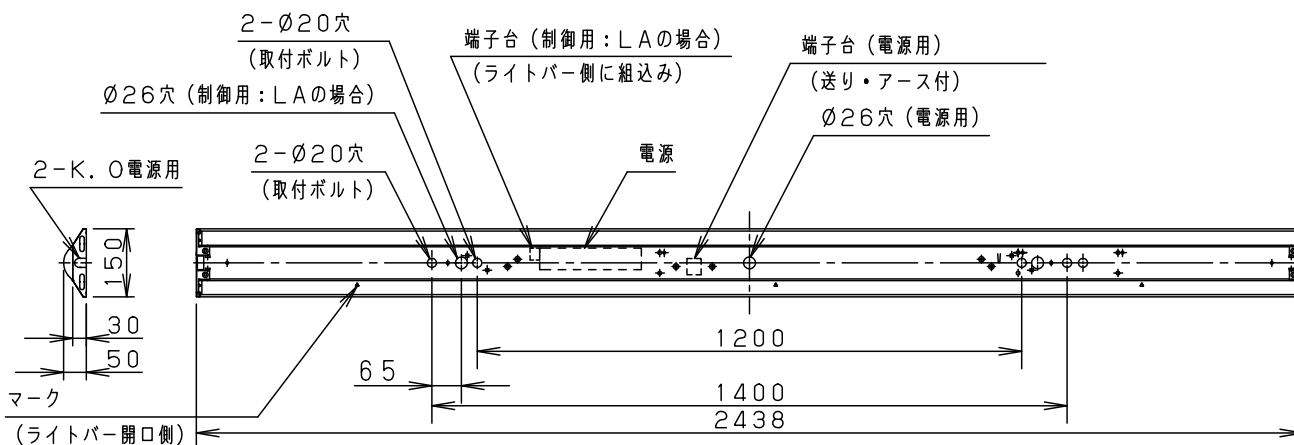 2-Ø20穴
(取付ボルト)
端子台(制御用:LAの場合)
(ライトバー側に組込み)
端子台(電源用)
(送り・アース付)
Ø26穴(制御用:LAの場合)
Ø26穴(電源用)
2-K.O電源用
2-Ø20穴
(取付ボルト)
電源
150
30
50
1200
65
1400
2438
マーク
(ライトバー開口側)